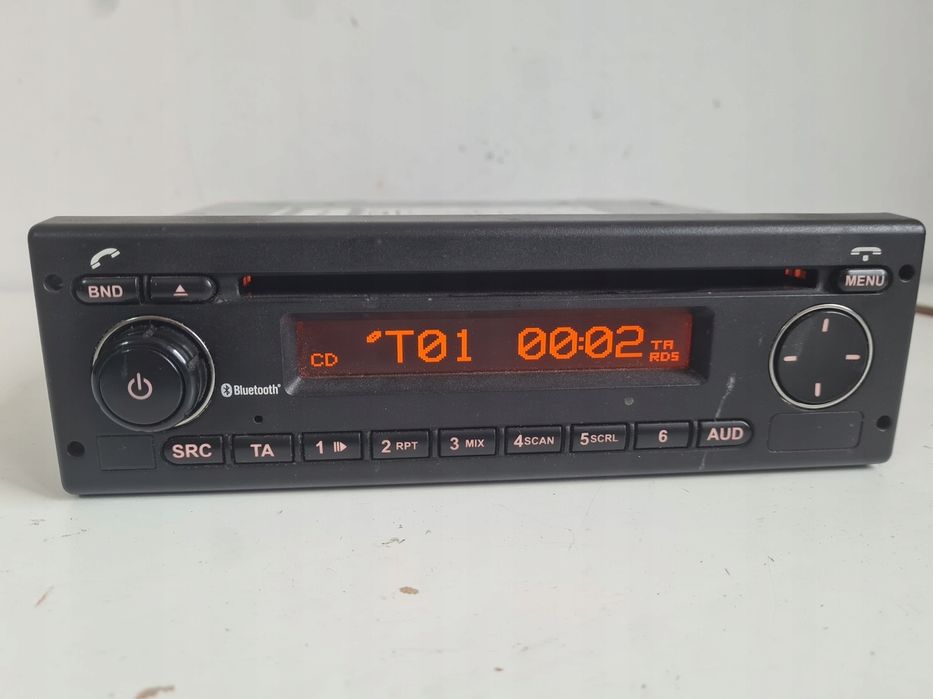 BND
MENU
CD T01 00:02 TA
RDS
Bluetooth
SRC TA 1 2 RPT 3 MIX 4SCAN 5SCRL 6 AUD